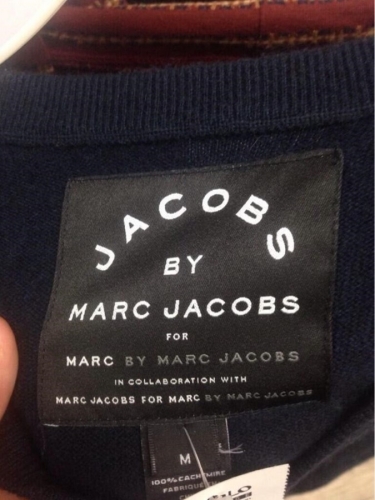 JACOBS
BY
MARC JACOBS
FOR
MARC BY MARC JACOBS
IN COLLABORATION WITH
MARC JACOBS FOR MARC BY MARC JACOBS
M
100% CACHMIRE